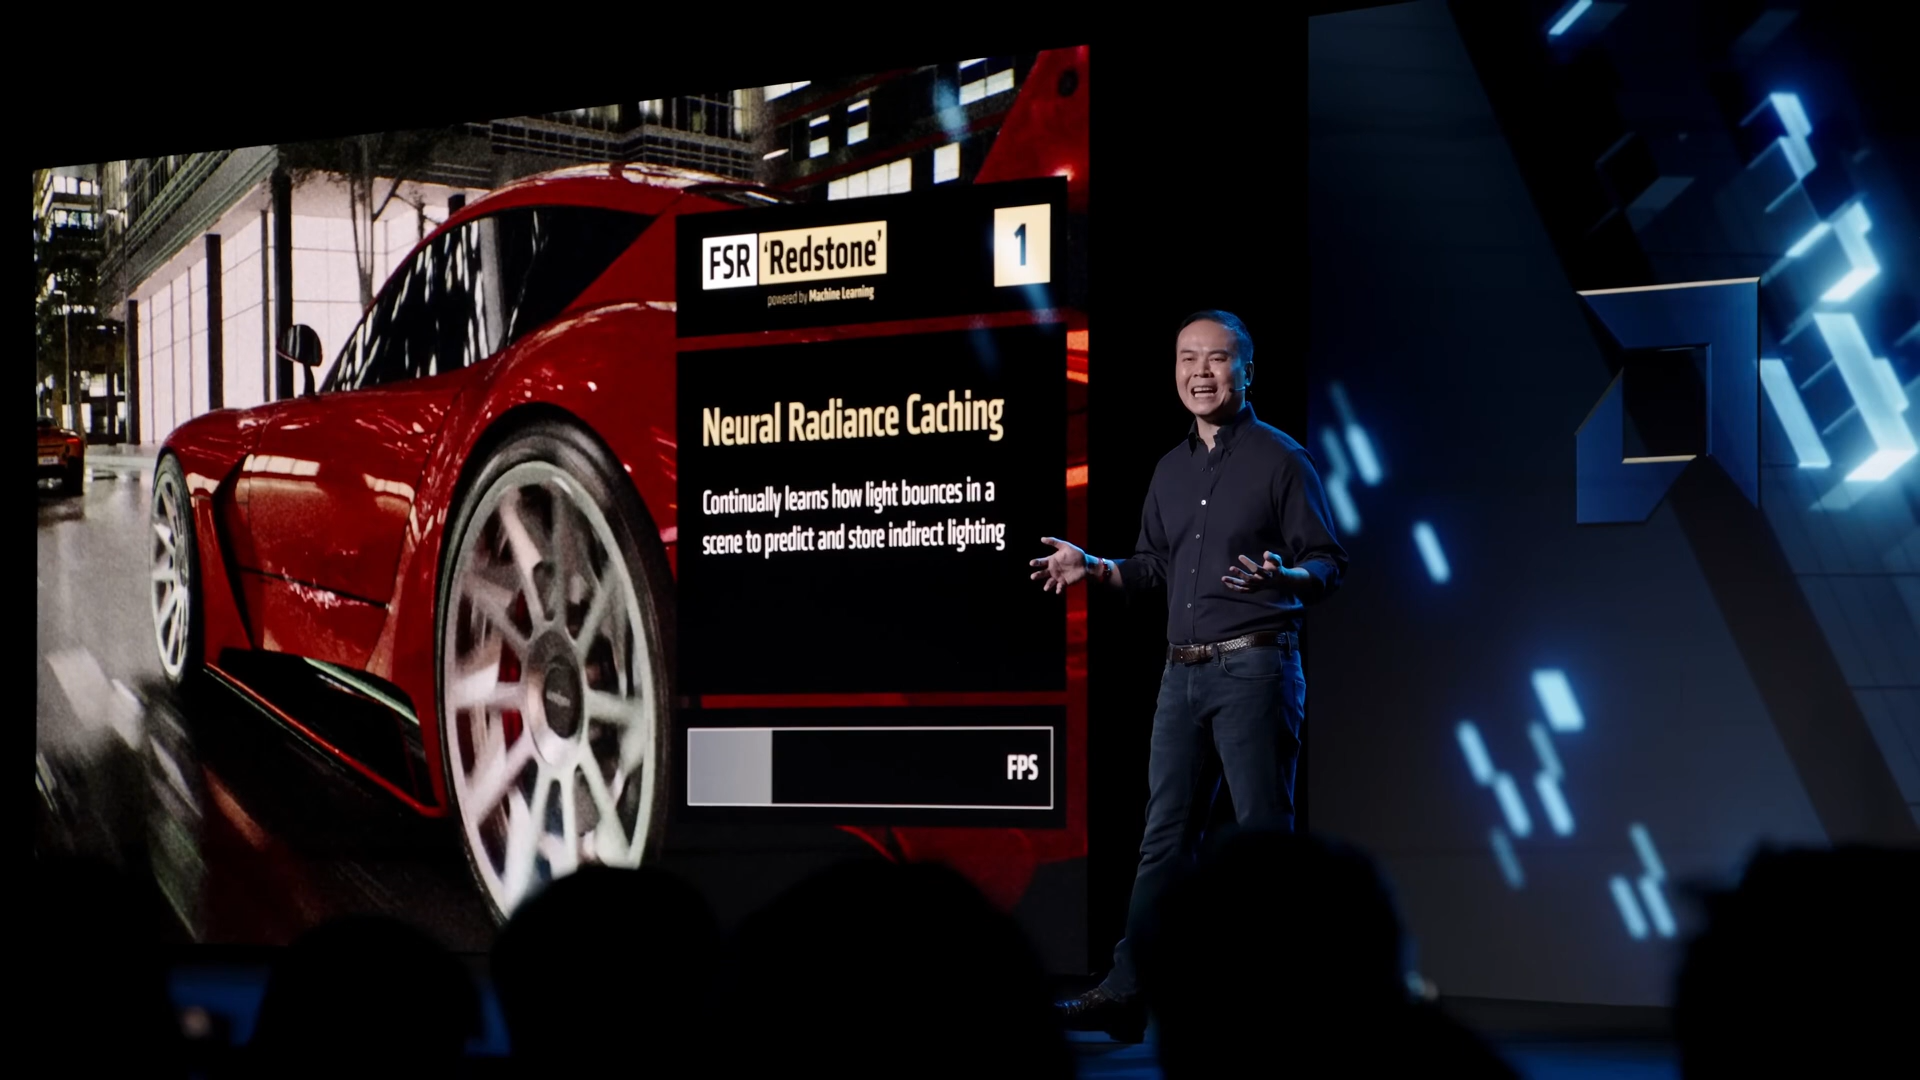 FSR 'Redstone'
powered by Machine Learning
1
Neural Radiance Caching
Continually learns how light bounces in a
scene to predict and store indirect lighting
FPS